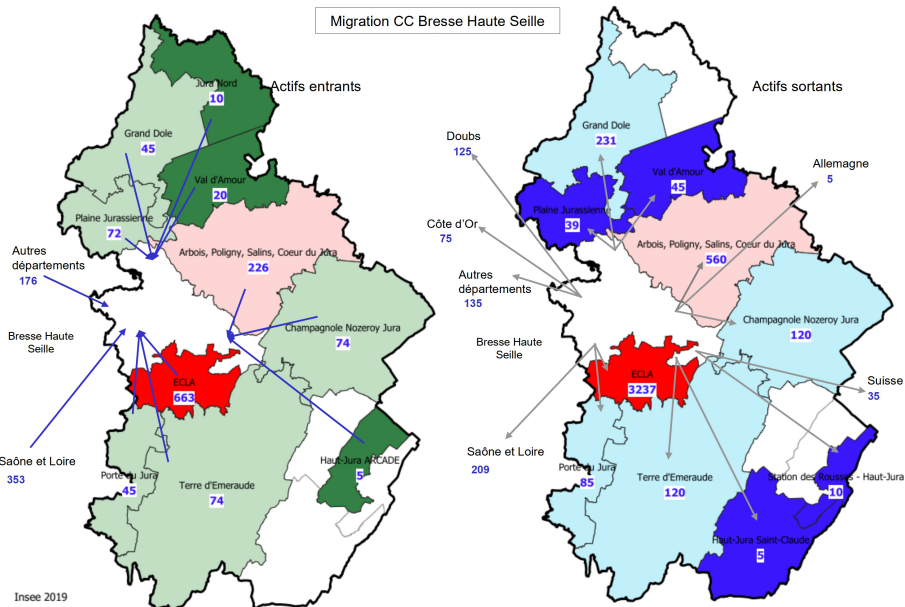 Migration CC Bresse Haute Seille
Actifs entrants
Jura Nord
10
Grand Dole
45
Val d'Amour
20
Plaine Jurassienne
72
Arbois, Poligny, Salins, Coeur du Jura
226
Autres
départements
176
Champagnole Nozeroy Jura
74
Bresse Haute
Seille
ECLA
663
Saône et Loire
353
Porte du Jura
45
Terre d'Emeraude
74
Haut-Jura ARCADE
5
Insee 2019
Actifs sortants
Doubs
125
Grand Dole
231
Allemagne
5
Val d'Amour
45
Plaine Jurassienne
39
Côte d'Or
75
Arbois, Poligny, Salins, Coeur du Jura
560
Autres
départements
135
Champagnole Nozeroy Jura
120
Bresse Haute
Seille
ECLA
3237
Suisse
35
Saône et Loire
209
Porte du Jura
85
Terre d'Emeraude
120
Station des Rousses - Haut-Jura
10
Haut-Jura Saint-Claude
5